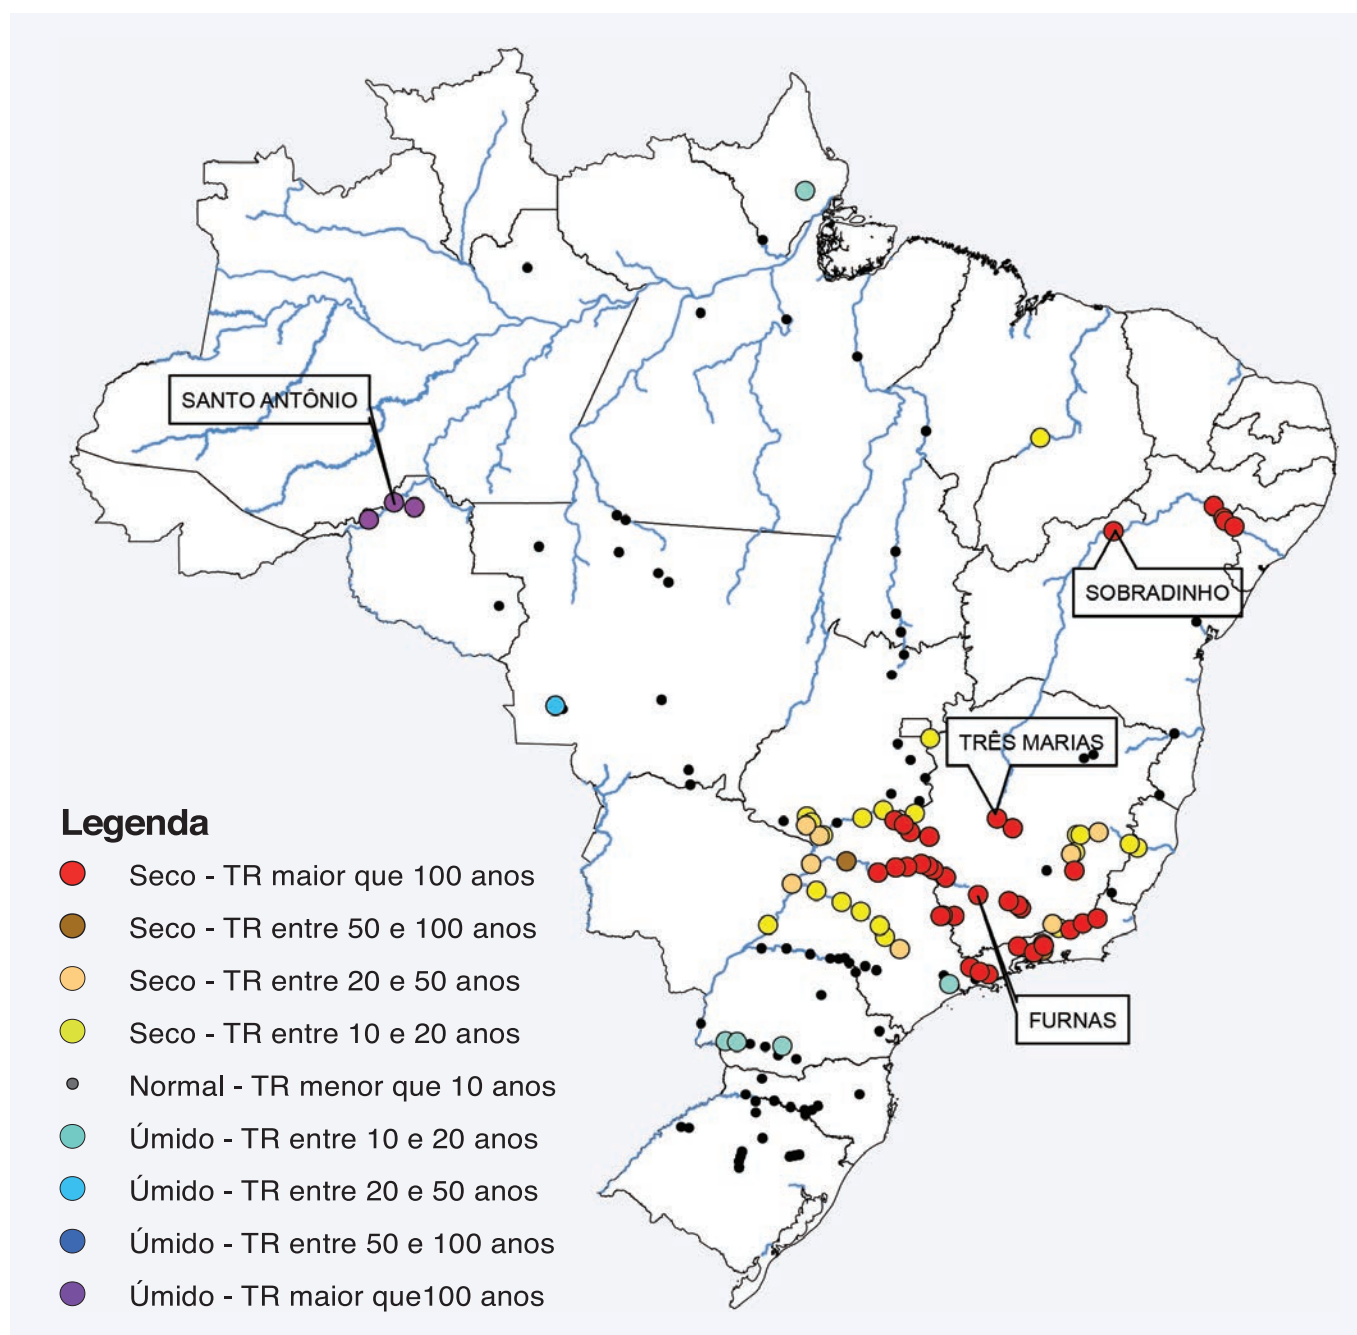 SANTO ANTÔNIO
SOBRADINHO
TRÊS MARIAS
FURNAS
Legenda
Seco - TR maior que 100 anos
Seco - TR entre 50 e 100 anos
Seco - TR entre 20 e 50 anos
Seco - TR entre 10 e 20 anos
Normal - TR menor que 10 anos
Úmido - TR entre 10 e 20 anos
Úmido - TR entre 20 e 50 anos
Úmido - TR entre 50 e 100 anos
Úmido - TR maior que100 anos